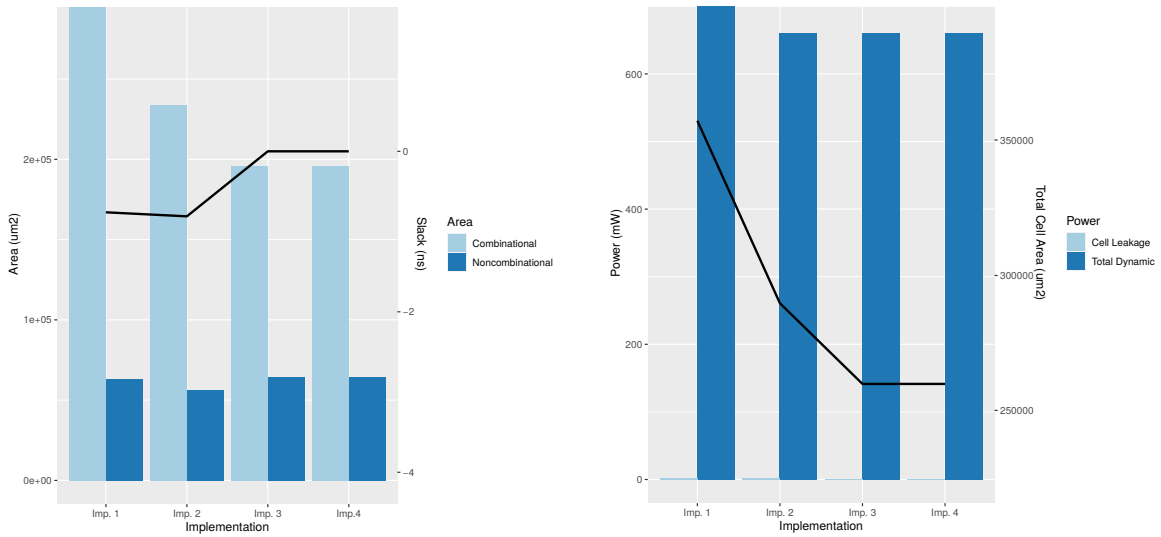 Area (um2)
2e+05
1e+05
0e+00
0
−2
−4
Slack (ns)
Imp. 1
Imp. 2
Imp. 3
Imp.4
Implementation
Area
Combinational
Noncombinational
Power (mW)
600
400
200
0
350000
300000
250000
Total Cell Area (um2)
Imp. 1
Imp. 2
Imp. 3
Imp. 4
Implementation
Power
Cell Leakage
Total Dynamic